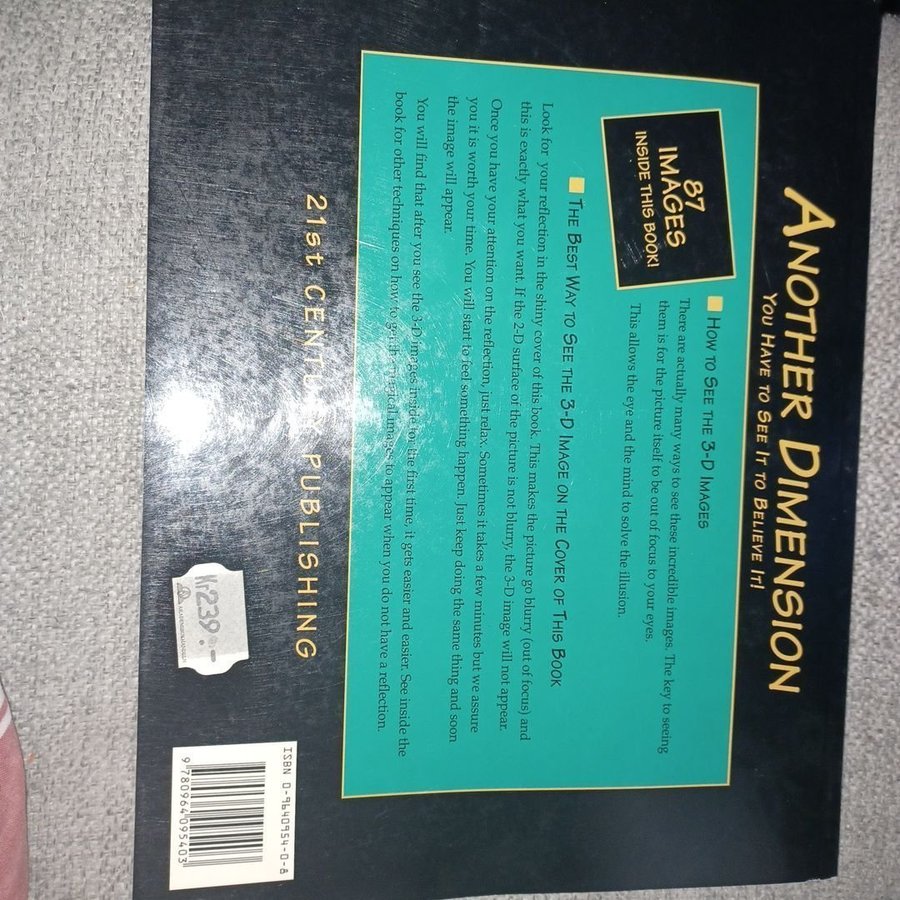 ANOTHER DIMENSION
YOU HAVE TO SEE IT TO BELIEVE IT!
87
IMAGES
INSIDE THIS BOOK!
HOW TO SEE THE 3-D IMAGES
There are actually many ways to see these incredible images. The key to seeing
them is for the picture itself to be out of focus to your eyes.
This allows the eye and the mind to solve the illusion.
THE BEST WAY TO SEE THE 3-D IMAGE ON THE COVER OF THIS BOOK
Look for your reflection in the shiny cover of this book. This makes the picture go blurry (out of focus) and
this is exactly what you want. If the 2-D surface of the picture is not blurry, the 3-D image will not appear.
Once you have your attention on the reflection, just relax. Sometimes it takes a few minutes but we assure
you it is worth your time. You will start to feel something happen. Just keep doing the same thing and soon
the image will appear.
You will find that after you see the 3-D images inside for the first time, it gets easier and easier. See inside the
book for other techniques on how to get the magical images to appear when you do not have a reflection.
21st CENTURY PUBLISHING
Kr239.-
ISBN 0-9640954-0-8
9780964095403